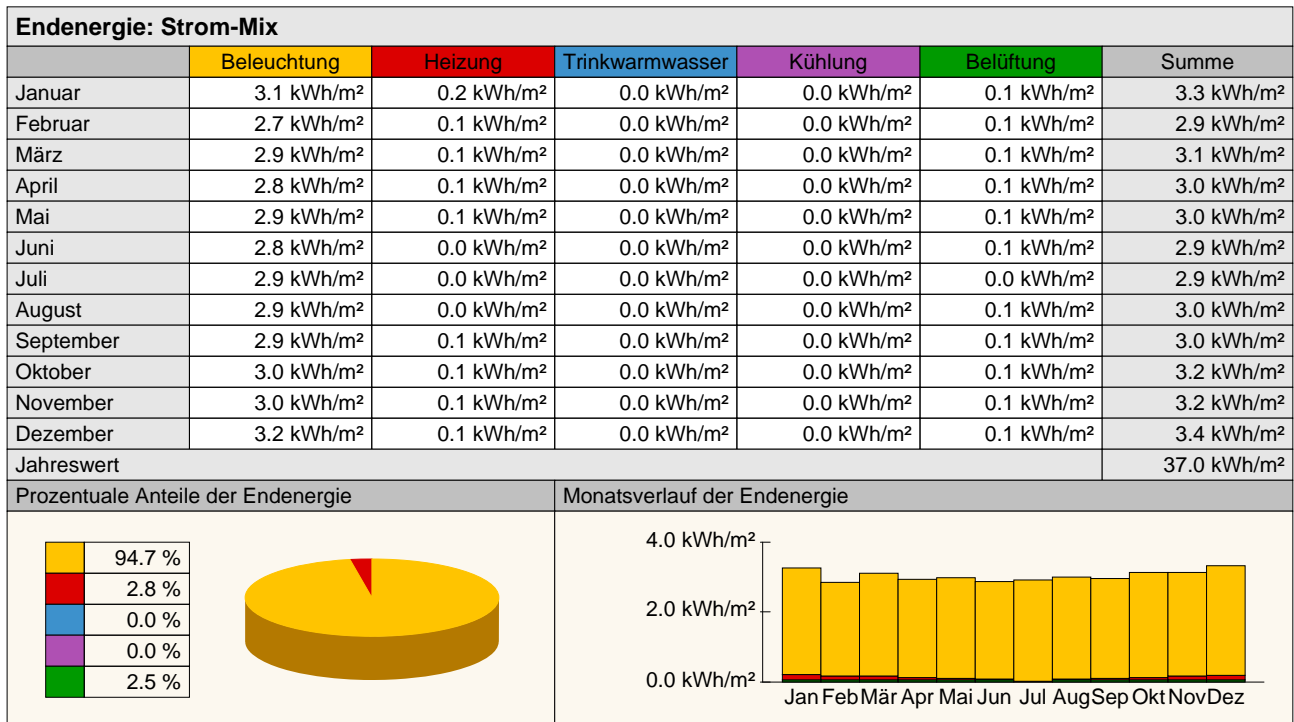 Endenergie: Strom-Mix
Beleuchtung Heizung Trinkwarmwasser Kühlung Belüftung Summe
Januar 3.1 kWh/m² 0.2 kWh/m² 0.0 kWh/m² 0.0 kWh/m² 0.1 kWh/m² 3.3 kWh/m²
Februar 2.7 kWh/m² 0.1 kWh/m² 0.0 kWh/m² 0.0 kWh/m² 0.1 kWh/m² 2.9 kWh/m²
März 2.9 kWh/m² 0.1 kWh/m² 0.0 kWh/m² 0.0 kWh/m² 0.1 kWh/m² 3.1 kWh/m²
April 2.8 kWh/m² 0.1 kWh/m² 0.0 kWh/m² 0.0 kWh/m² 0.1 kWh/m² 3.0 kWh/m²
Mai 2.9 kWh/m² 0.1 kWh/m² 0.0 kWh/m² 0.0 kWh/m² 0.1 kWh/m² 3.0 kWh/m²
Juni 2.8 kWh/m² 0.0 kWh/m² 0.0 kWh/m² 0.0 kWh/m² 0.1 kWh/m² 2.9 kWh/m²
Juli 2.9 kWh/m² 0.0 kWh/m² 0.0 kWh/m² 0.0 kWh/m² 0.0 kWh/m² 2.9 kWh/m²
August 2.9 kWh/m² 0.0 kWh/m² 0.0 kWh/m² 0.0 kWh/m² 0.1 kWh/m² 3.0 kWh/m²
September 2.9 kWh/m² 0.1 kWh/m² 0.0 kWh/m² 0.0 kWh/m² 0.1 kWh/m² 3.0 kWh/m²
Oktober 3.0 kWh/m² 0.1 kWh/m² 0.0 kWh/m² 0.0 kWh/m² 0.1 kWh/m² 3.2 kWh/m²
November 3.0 kWh/m² 0.1 kWh/m² 0.0 kWh/m² 0.0 kWh/m² 0.1 kWh/m² 3.2 kWh/m²
Dezember 3.2 kWh/m² 0.1 kWh/m² 0.0 kWh/m² 0.0 kWh/m² 0.1 kWh/m² 3.4 kWh/m²
Jahreswert 37.0 kWh/m²
Prozentuale Anteile der Endenergie
94.7 %
2.8 %
0.0 %
0.0 %
2.5 %
Monatsverlauf der Endenergie
4.0 kWh/m²
2.0 kWh/m²
0.0 kWh/m²
Jan Feb Mär Apr Mai Jun Jul Aug Sep Okt Nov Dez